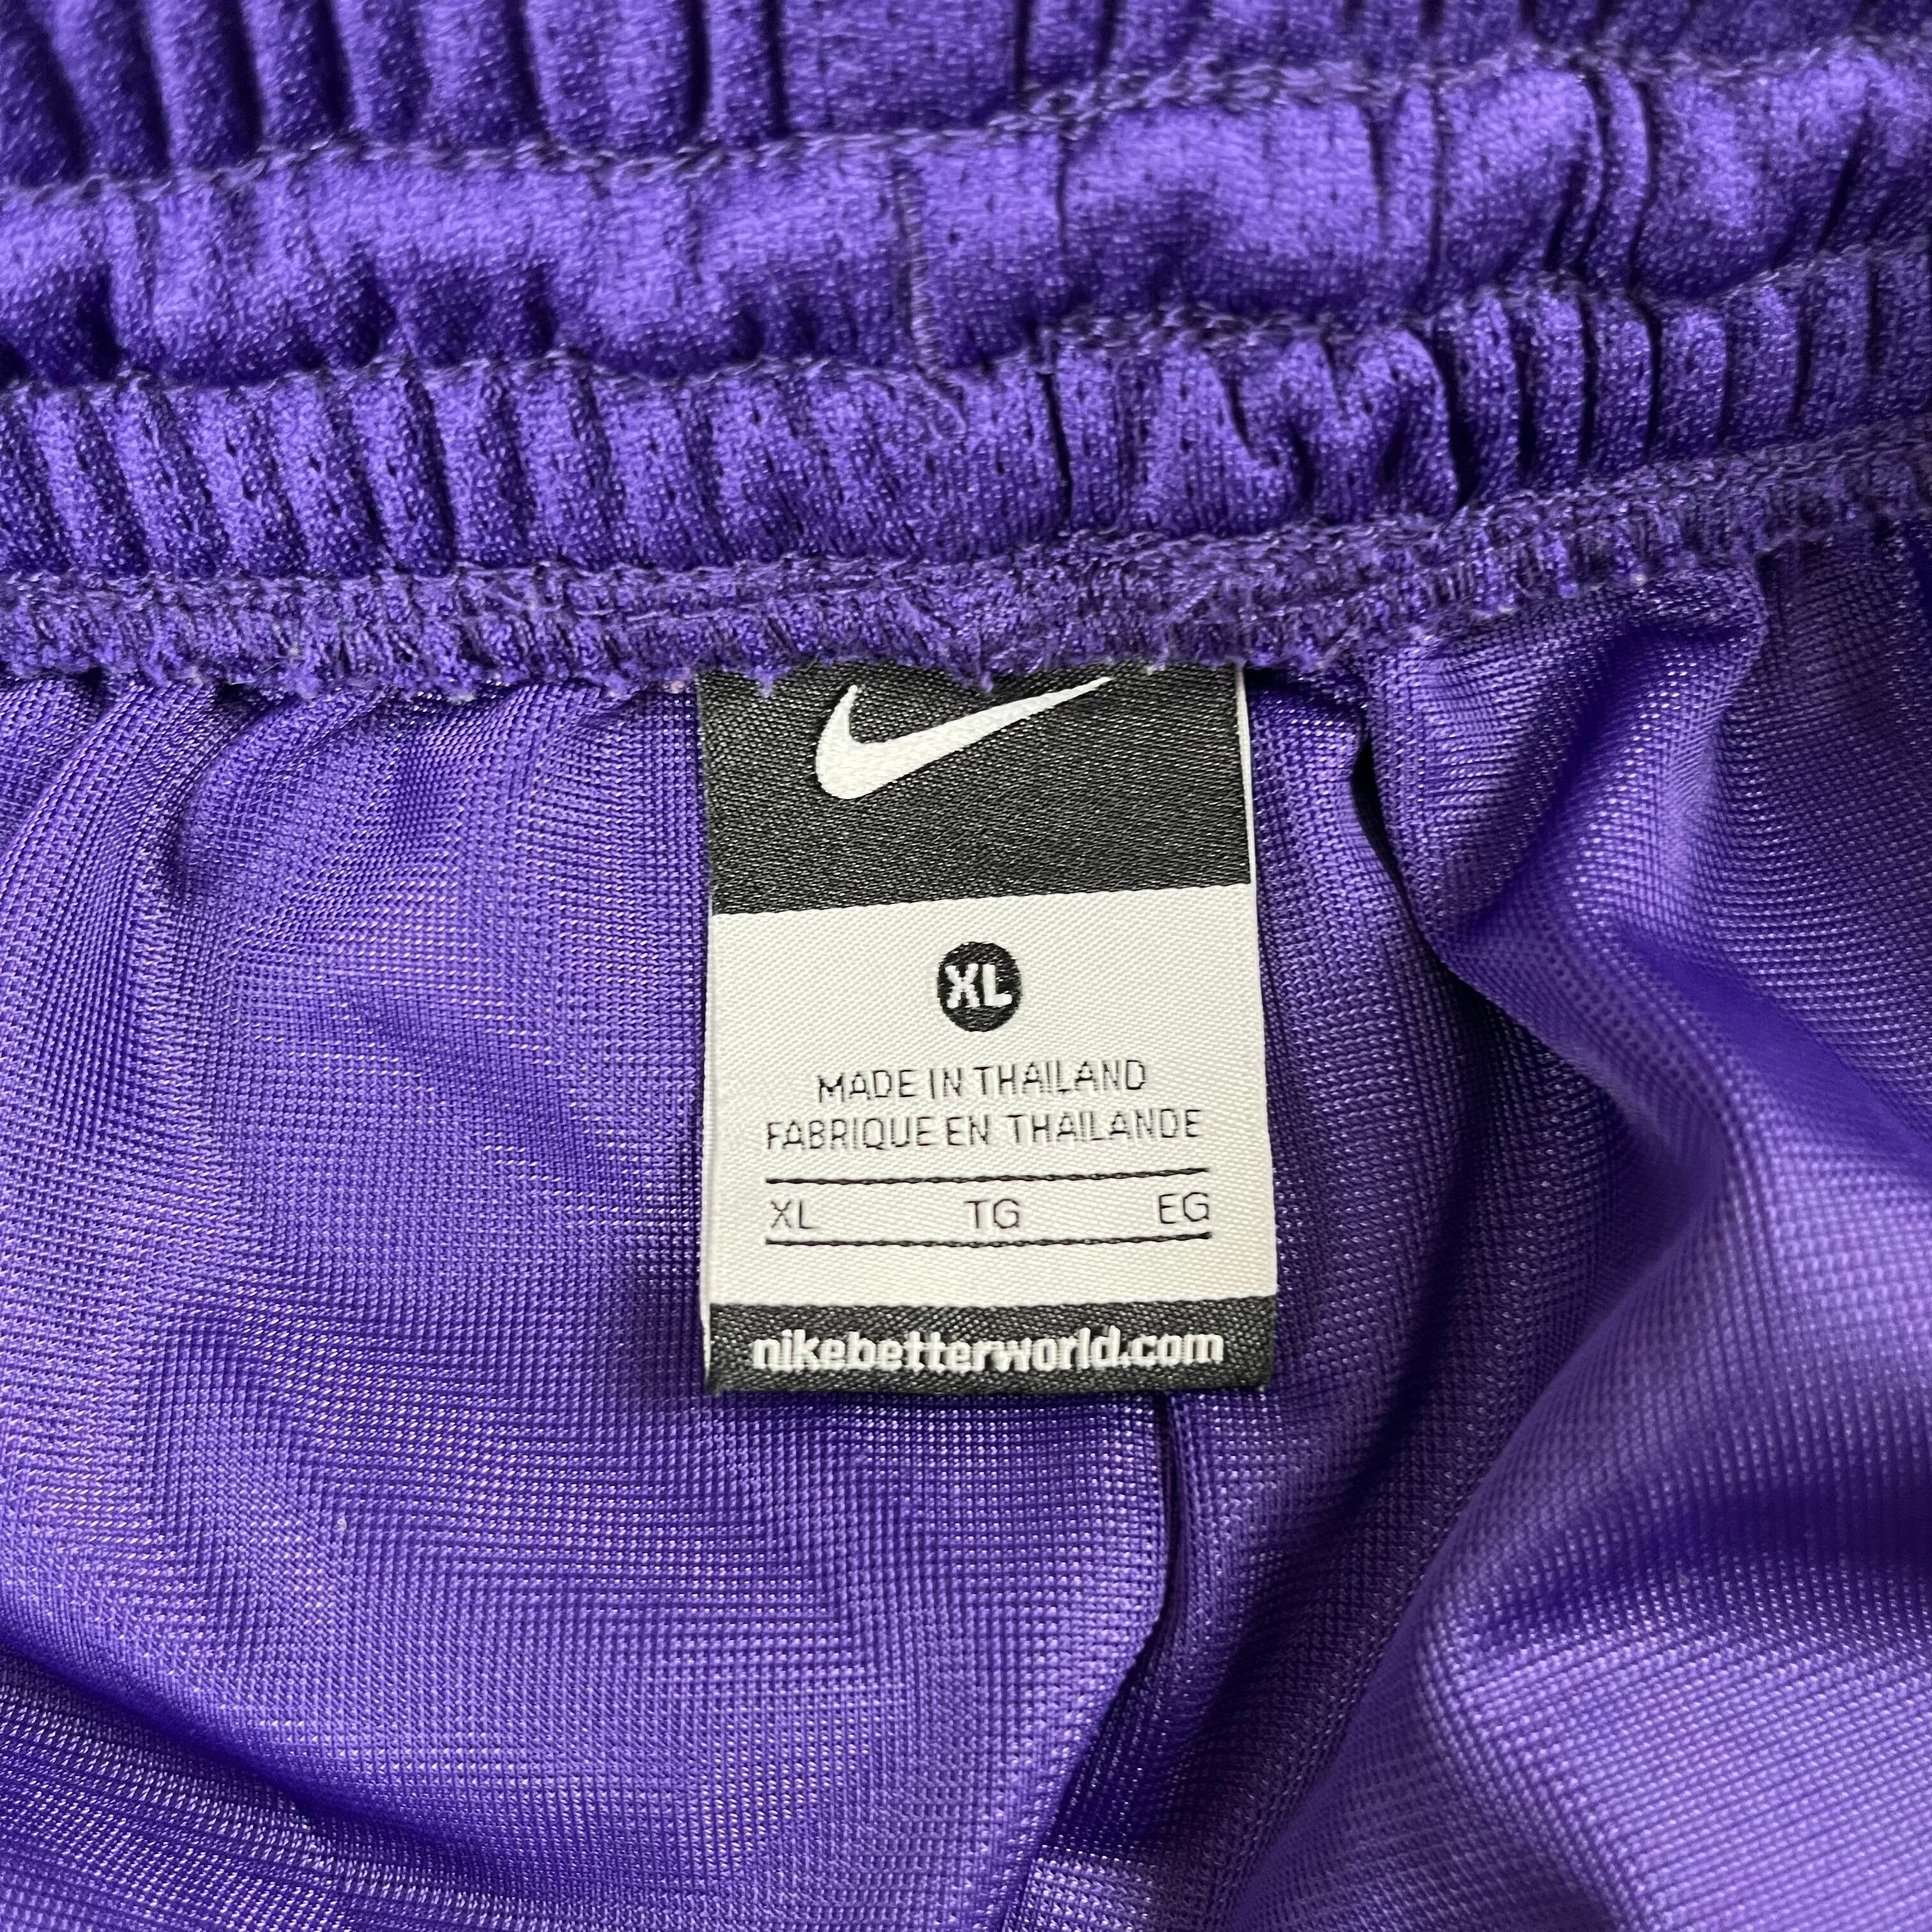 XL
MADE IN THAILAND
FABRIQUE EN THAILANDE
XL TG EG
nikebetterworld.com